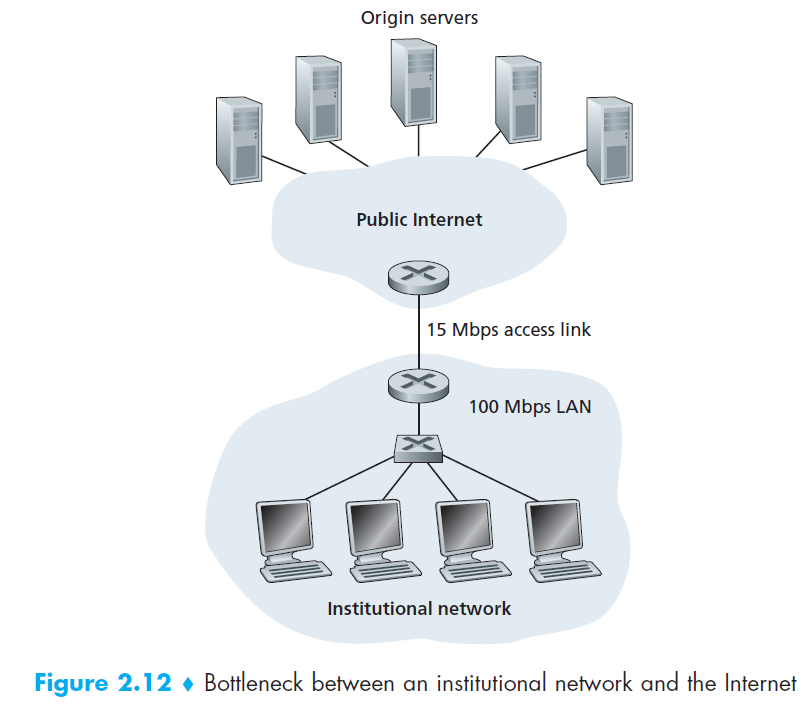 Origin servers
Public Internet
15 Mbps access link
100 Mbps LAN
Institutional network
Figure 2.12 ♦ Bottleneck between an institutional network and the Internet